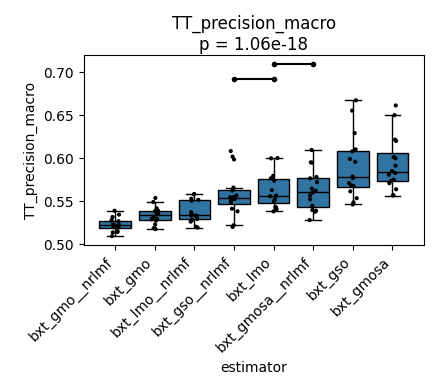 TT_precision_macro
p = 1.06e-18
TT_precision_macro
0.70
0.65
0.60
0.55
0.50
bxt_gmo__nrlmf
bxt_gmo
bxt_lmo__nrlmf
bxt_gso__nrlmf
bxt_lmo
bxt_gmosa__nrlmf
bxt_gso
bxt_gmosa
estimator